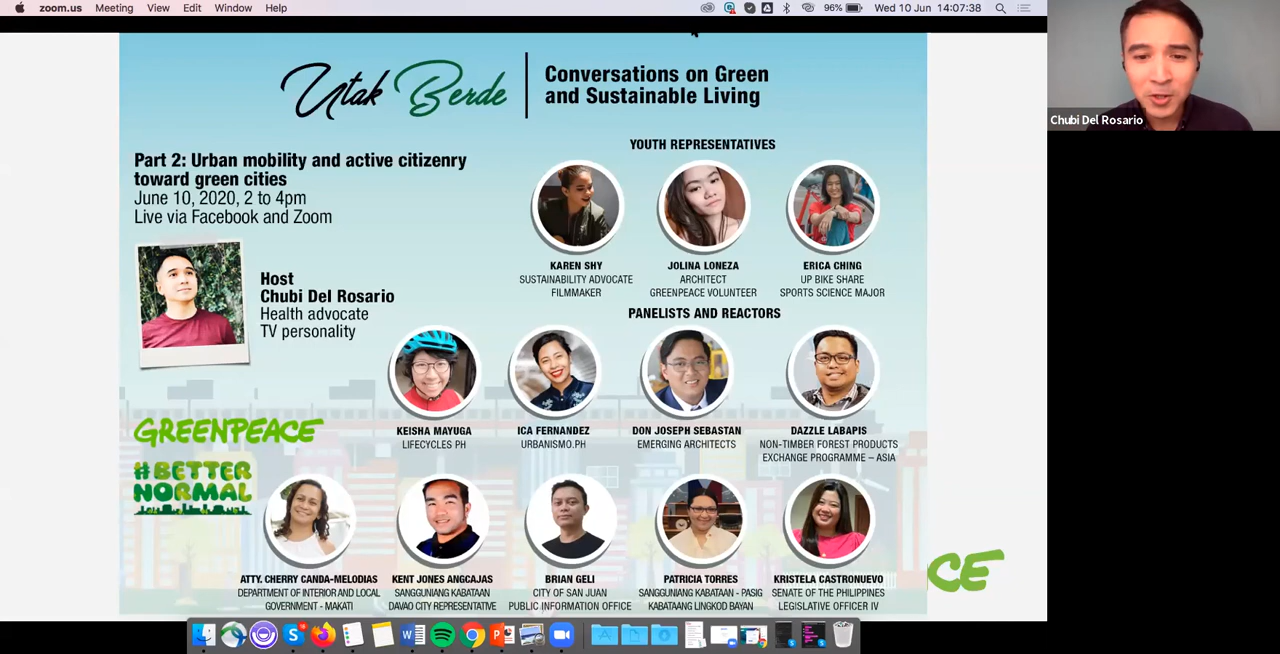 zoom.us Meeting View Edit Window Help
96% Wed 10 Jun 14:07:38
Utak Berde
Conversations on Green
and Sustainable Living
Part 2: Urban mobility and active citizenry
toward green cities
June 10, 2020, 2 to 4pm
Live via Facebook and Zoom
Host
Chubi Del Rosario
Health advocate
TV personality
YOUTH REPRESENTATIVES
KAREN SHY
SUSTAINABILITY ADVOCATE
FILMMAKER
JOLINA LONEZA
ARCHITECT
GREENPEACE VOLUNTEER
ERICA CHING
UP BIKE SHARE
SPORTS SCIENCE MAJOR
PANELISTS AND REACTORS
KEISHA MAYUGA
LIFECYCLES PH
ICA FERNANDEZ
URBANISMO.PH
DON JOSEPH SEBASTAN
EMERGING ARCHITECTS
DAZZLE LABAPIS
NON-TIMBER FOREST PRODUCTS
EXCHANGE PROGRAMME – ASIA
GREENPEACE
#BETTER
NORMAL
ATTY. CHERRY CANDA-MELODIAS
DEPARTMENT OF INTERIOR AND LOCAL
GOVERNMENT - MAKATI
KENT JONES ANGCAJAS
SANGGUNIANG KABATAAN
DAVAO CITY REPRESENTATIVE
BRIAN GELI
CITY OF SAN JUAN
PUBLIC INFORMATION OFFICE
PATRICIA TORRES
SANGGUNIANG KABATAAN - PASIG
KABATAANG LINGKOD BAYAN
KRISTELA CASTRONUEVO
SENATE OF THE PHILIPPINES
LEGISLATIVE OFFICER IV
CE
Chubi Del Rosario